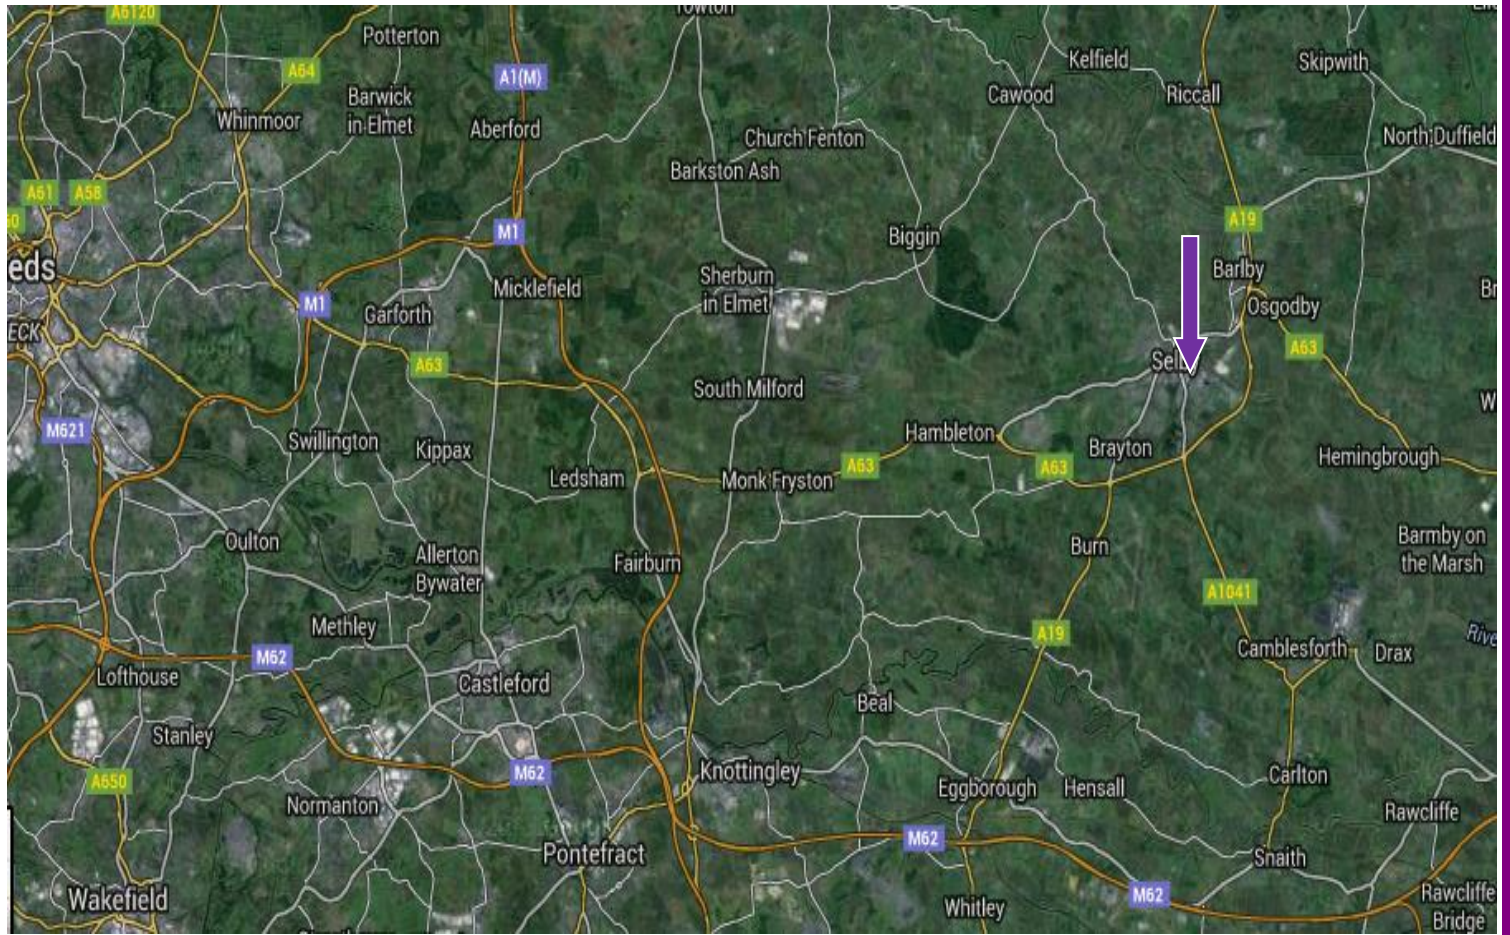 A6120
Towton
Potterton
A64
A1(M)
Kelfield
Skipwith
Barwick
in Elmet
Cawood
Riccall
Whinmoor
Aberford
Church Fenton
North Duffield
Barkston Ash
A61
A58
A19
M1
Biggin
eds
Barlby
Sherburn
in Elmet
Micklefield
M1
Garforth
Osgodby
ECK
A63
A63
South Milford
M621
Swillington
Kippax
Hambleton
Brayton
Hemingbrough
Ledsham
Monk Fryston
A63
A63
Oulton
Allerton
Bywater
Fairburn
Burn
Barmby on
the Marsh
A1041
Methley
A19
Camblesforth
Drax
M62
Lofthouse
Castleford
Beal
Stanley
M62
Knottingley
A650
Normanton
Eggborough
Hensall
Carlton
Rawcliffe
M62
Pontefract
Snaith
Wakefield
Whitley
M62
Rawcliffe
Bridge